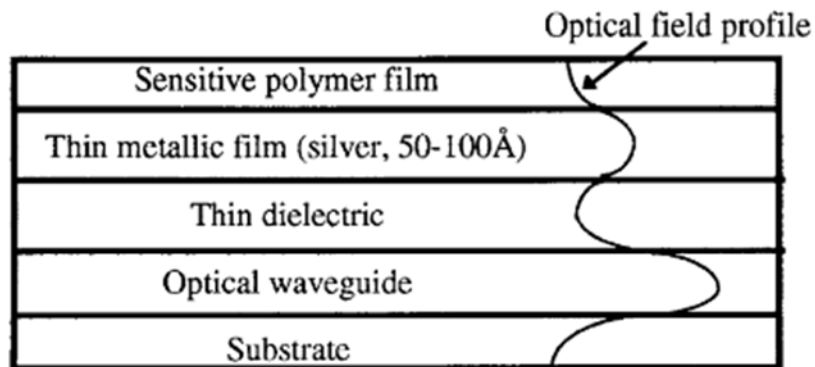 Optical field profile
Sensitive polymer film
Thin metallic film (silver, 50-100Å)
Thin dielectric
Optical waveguide
Substrate